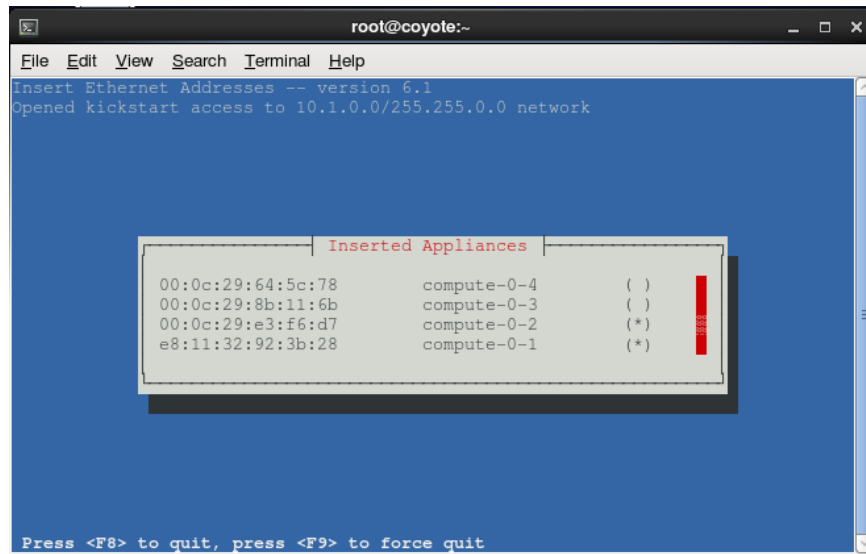 root@coyote:~
File Edit View Search Terminal Help
Insert Ethernet Addresses -- version 6.1
Opened kickstart access to 10.1.0.0/255.255.0.0 network
Inserted Appliances
00:0c:29:64:5c:78 compute-0-4 ( )
00:0c:29:8b:11:6b compute-0-3 ( )
00:0c:29:e3:f6:d7 compute-0-2 (*)
e8:11:32:92:3b:28 compute-0-1 (*)
Press <F8> to quit, press <F9> to force quit